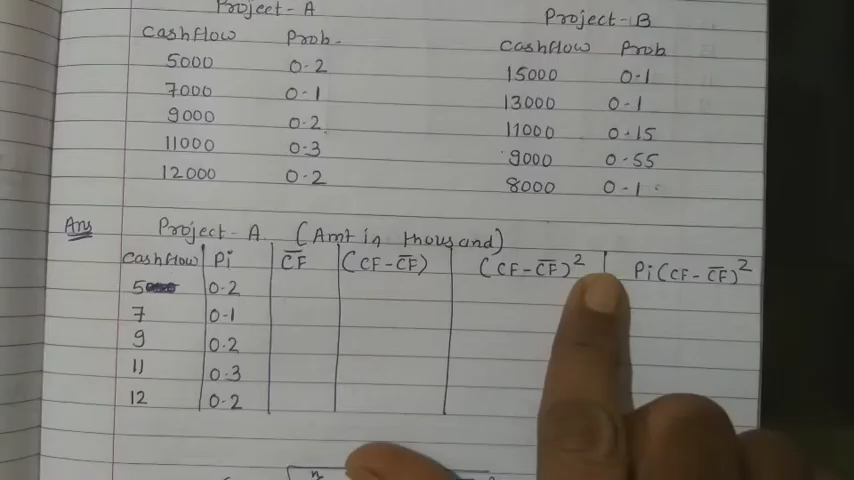 Project-A Project-B
Cashflow Prob. Cashflow Prob
5000 0.2 15000 0.1
7000 0.1 13000 0.1
9000 0.2 11000 0.15
11000 0.3 9000 0.55
12000 0.2 8000 0.1
Ans Project-A (Amt in thousand)
Cashflow Pi C̅F̅ (CF-C̅F̅) (CF-C̅F̅)² Pi(CF-C̅F̅)²
5 0.2
7 0.1
9 0.2
11 0.3
12 0.2
n